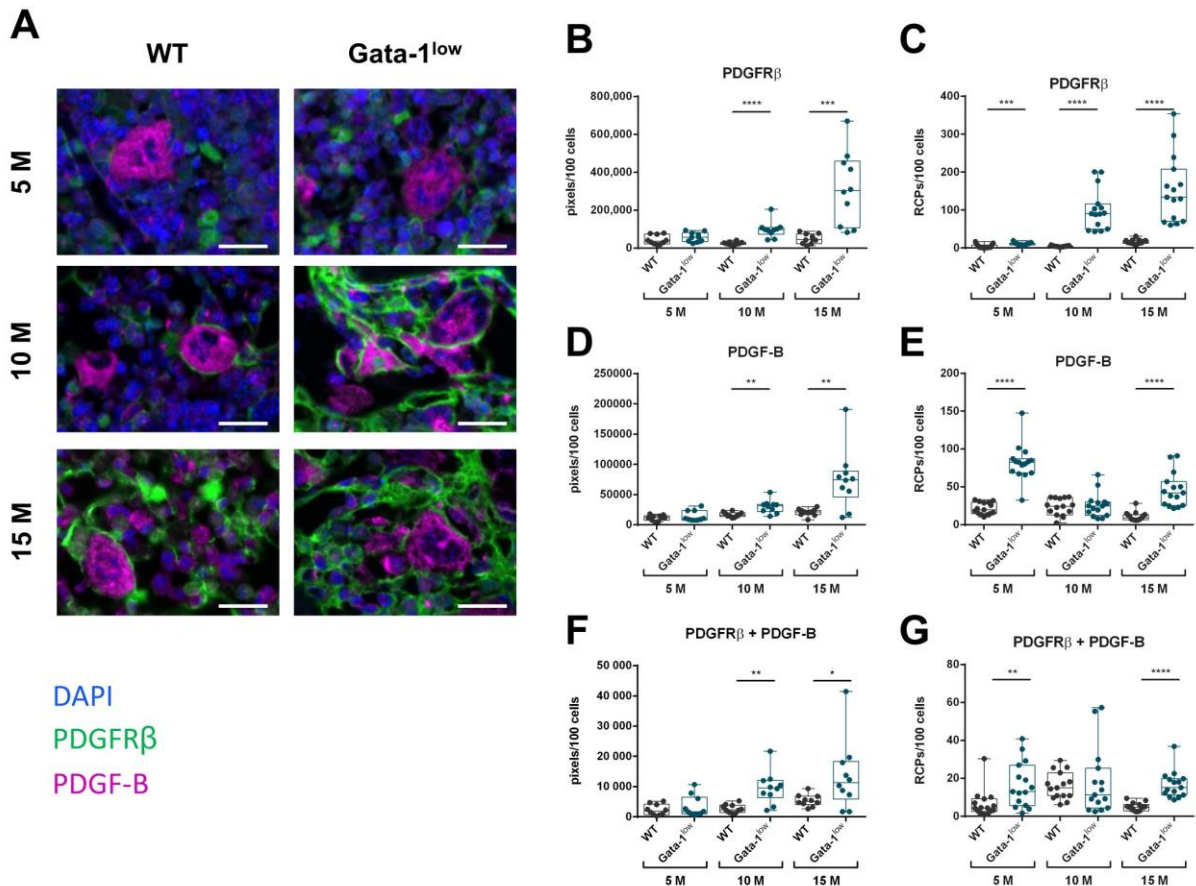 A
WT
Gata-1low
5 M
10 M
15 M
DAPI
PDGFRβ
PDGF-B
B
PDGFRβ
pixels/100 cells
800,000
600,000
400,000
200,000
0
****
***
WT
Gata-1low
WT
Gata-1low
WT
Gata-1low
5 M
10 M
15 M
C
PDGFRβ
RCPs/100 cells
400
300
200
100
0
***
****
****
WT
Gata-1low
WT
Gata-1low
WT
Gata-1low
5 M
10 M
15 M
D
PDGF-B
pixels/100 cells
250000
200000
150000
100000
50000
0
**
**
WT
Gata-1low
WT
Gata-1low
WT
Gata-1low
5 M
10 M
15 M
E
PDGF-B
RCPs/100 cells
200
150
100
50
0
****
****
WT
Gata-1low
WT
Gata-1low
WT
Gata-1low
5 M
10 M
15 M
F
PDGFRβ + PDGF-B
pixels/100 cells
50 000
40 000
30 000
20 000
10 000
0
**
*
WT
Gata-1low
WT
Gata-1low
WT
Gata-1low
5 M
10 M
15 M
G
PDGFRβ + PDGF-B
RCPs/100 cells
80
60
40
20
0
**
****
WT
Gata-1low
WT
Gata-1low
WT
Gata-1low
5 M
10 M
15 M